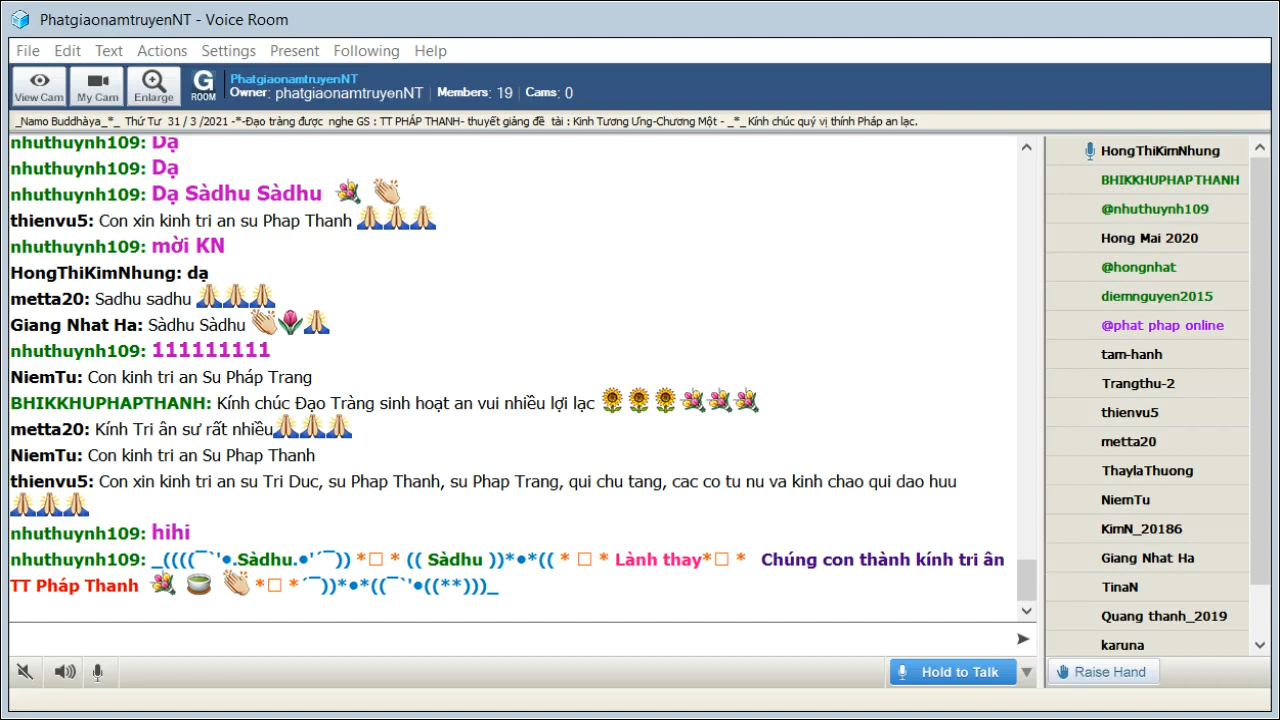 PhatgiaonamtruyenNT - Voice Room
File Edit Text Actions Settings Present Following Help
View Cam My Cam Enlarge G ROOM PhatgiaonamtruyenNT
Owner: phatgiaonamtruyenNT Members: 19 Cams: 0
_Namo Buddhàya_*_ Thứ Tư 31 / 3 /2021 -*-Đạo tràng được nghe GS : TT PHÁP THANH- thuyết giảng đề tài : Kinh Tương Ưng-Chương Một - _*_ Kính chúc quý vị thính Pháp an lạc.
nhuthuynh109: Dạ
nhuthuynh109: Dạ
nhuthuynh109: Dạ Sàdhu Sàdhu 💐 👏
thienvu5: Con xin kinh tri an su Phap Thanh 🙏🙏🙏
nhuthuynh109: mời KN
HongThiKimNhung: dạ
metta20: Sadhu sadhu 🙏🙏🙏
Giang Nhat Ha: Sàdhu Sàdhu 👏🌷🙏
nhuthuynh109: 111111111
NiemTu: Con kinh tri an Su Pháp Trang
BHIKKHUPHAPTHANH: Kính chúc Đạo Tràng sinh hoạt an vui nhiều lợi lạc 🌻🌻🌻💐💐💐
metta20: Kính Tri ân sư rất nhiều🙏🙏🙏
NiemTu: Con kinh tri an Su Phap Thanh
thienvu5: Con xin kinh tri an su Tri Duc, su Phap Thanh, su Phap Trang, qui chu tang, cac co tu nu va kinh chao qui dao huu
🙏🙏🙏
nhuthuynh109: hihi
nhuthuynh109: _((((¯`'•.Sàdhu.•'´¯)) *□ * (( Sàdhu ))*•*(( * □ * Lành thay*□ * Chúng con thành kính tri ân
TT Pháp Thanh 💐 🍵 👏 *□ *´¯))*•*((¯`'•((**)))_
HongThiKimNhung
BHIKKHUPHAPTHANH
@nhuthuynh109
Hong Mai 2020
@hongnhat
diemnguyen2015
@phat phap online
tam-hanh
Trangthu-2
thienvu5
metta20
ThaylaThuong
NiemTu
KimN_20186
Giang Nhat Ha
TinaN
Quang thanh_2019
karuna
Hold to Talk
Raise Hand